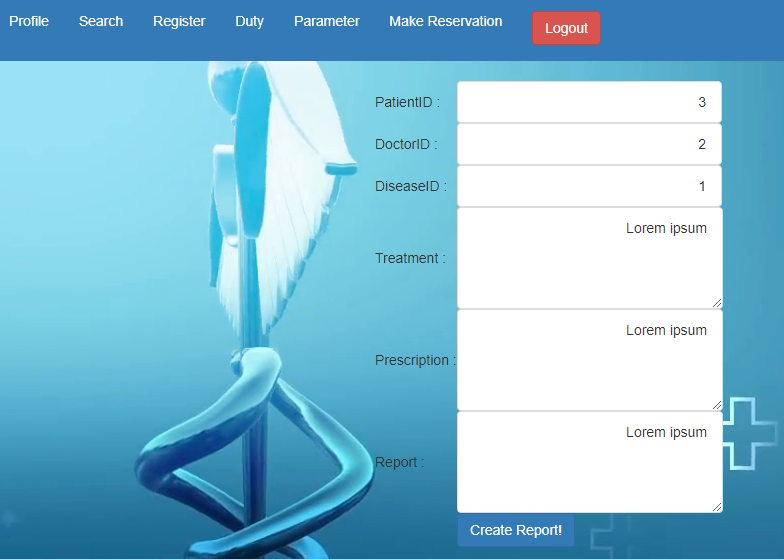 Profile Search Register Duty Parameter Make Reservation Logout
PatientID : 3
DoctorID : 2
DiseaseID : 1
Treatment : Lorem ipsum
Prescription : Lorem ipsum
Report : Lorem ipsum
Create Report!